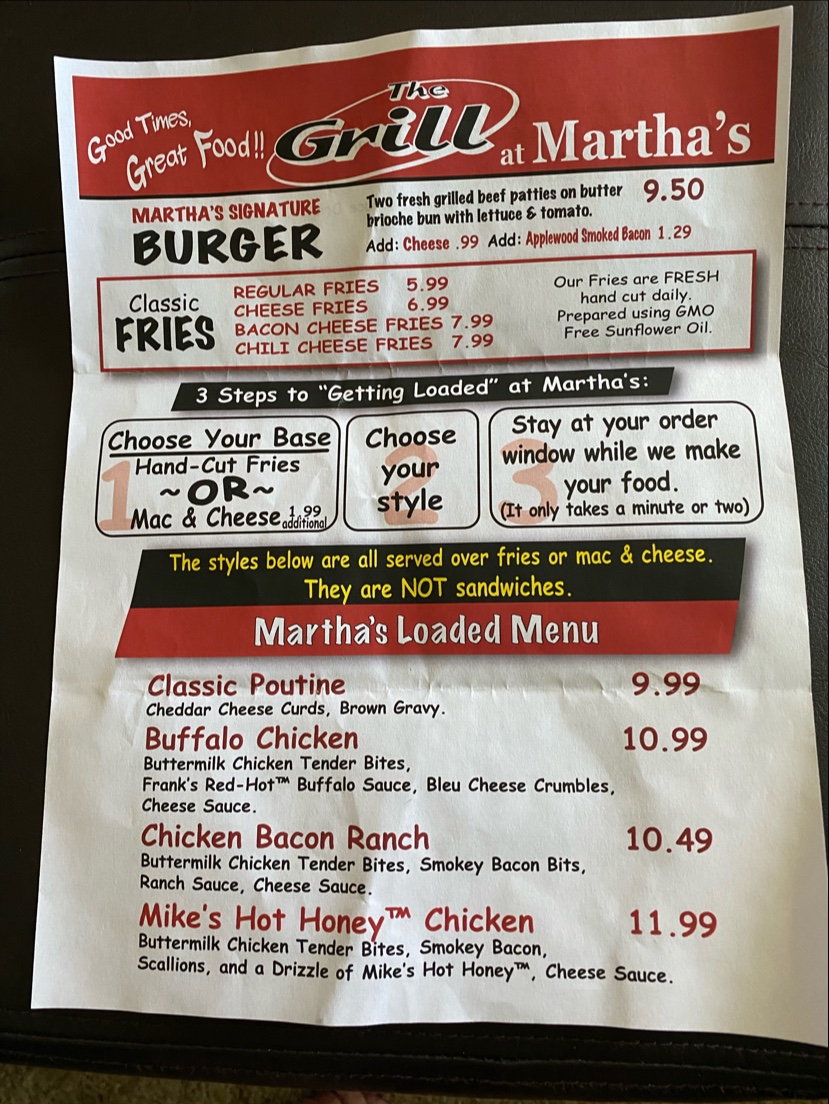 Good Times,
Great Food!!
The
Grill
at Martha's
MARTHA'S SIGNATURE
BURGER
Two fresh grilled beef patties on butter
brioche bun with lettuce & tomato.
9.50
Add: Cheese .99 Add: Applewood Smoked Bacon 1.29
Classic
FRIES
REGULAR FRIES 5.99
CHEESE FRIES 6.99
BACON CHEESE FRIES 7.99
CHILI CHEESE FRIES 7.99
Our Fries are FRESH
hand cut daily.
Prepared using GMO
Free Sunflower Oil.
3 Steps to "Getting Loaded" at Martha's:
1
Choose Your Base
Hand-Cut Fries
~OR~
Mac & Cheese 1.99 additional
2
Choose
your
style
3
Stay at your order
window while we make
your food.
(It only takes a minute or two)
The styles below are all served over fries or mac & cheese.
They are NOT sandwiches.
Martha's Loaded Menu
Classic Poutine 9.99
Cheddar Cheese Curds, Brown Gravy.
Buffalo Chicken 10.99
Buttermilk Chicken Tender Bites,
Frank's Red-Hot™ Buffalo Sauce, Bleu Cheese Crumbles,
Cheese Sauce.
Chicken Bacon Ranch 10.49
Buttermilk Chicken Tender Bites, Smokey Bacon Bits,
Ranch Sauce, Cheese Sauce.
Mike's Hot Honey™ Chicken 11.99
Buttermilk Chicken Tender Bites, Smokey Bacon,
Scallions, and a Drizzle of Mike's Hot Honey™, Cheese Sauce.